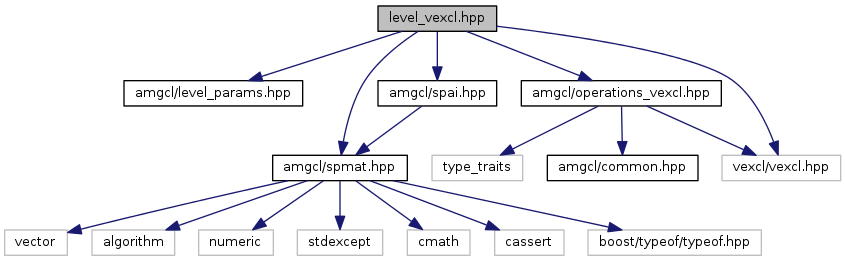 level_vexcl.hpp
amgcl/level_params.hpp
amgcl/spai.hpp
amgcl/operations_vexcl.hpp
amgcl/spmat.hpp
type_traits
amgcl/common.hpp
vexcl/vexcl.hpp
vector
algorithm
numeric
stdexcept
cmath
cassert
boost/typeof/typeof.hpp